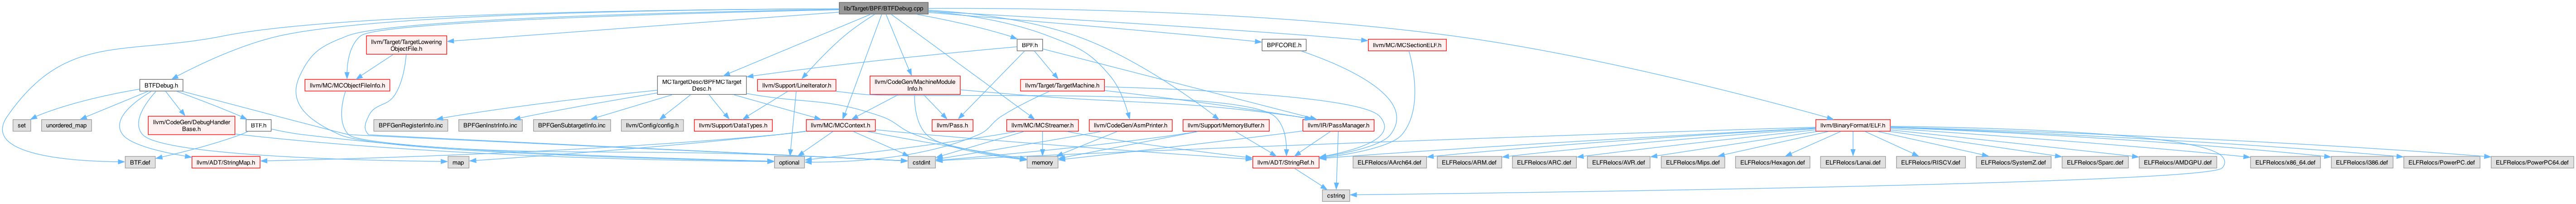 lib/Target/BPF/BTFDebug.cpp
llvm/Target/TargetLowering
ObjectFile.h
BPF.h
BPFCORE.h
llvm/MC/MCSectionELF.h
BTFDebug.h
llvm/MC/MCObjectFileInfo.h
MCTargetDesc/BPFMCTarget
Desc.h
llvm/Support/LineIterator.h
llvm/CodeGen/MachineModule
Info.h
llvm/Target/TargetMachine.h
set
unordered_map
llvm/CodeGen/DebugHandler
Base.h
BTF.h
BPFGenRegisterInfo.inc
BPFGenInstrInfo.inc
BPFGenSubtargetInfo.inc
llvm/Config/config.h
llvm/Support/DataTypes.h
llvm/MC/MCContext.h
llvm/Pass.h
llvm/MC/MCStreamer.h
llvm/CodeGen/AsmPrinter.h
llvm/Support/MemoryBuffer.h
llvm/IR/PassManager.h
llvm/BinaryFormat/ELF.h
BTF.def
llvm/ADT/StringMap.h
map
optional
cstdint
memory
llvm/ADT/StringRef.h
ELFRelocs/AArch64.def
ELFRelocs/ARM.def
ELFRelocs/ARC.def
ELFRelocs/AVR.def
ELFRelocs/Mips.def
ELFRelocs/Hexagon.def
ELFRelocs/Lanai.def
ELFRelocs/RISCV.def
ELFRelocs/SystemZ.def
ELFRelocs/Sparc.def
ELFRelocs/AMDGPU.def
ELFRelocs/x86_64.def
ELFRelocs/i386.def
ELFRelocs/PowerPC.def
ELFRelocs/PowerPC64.def
cstring